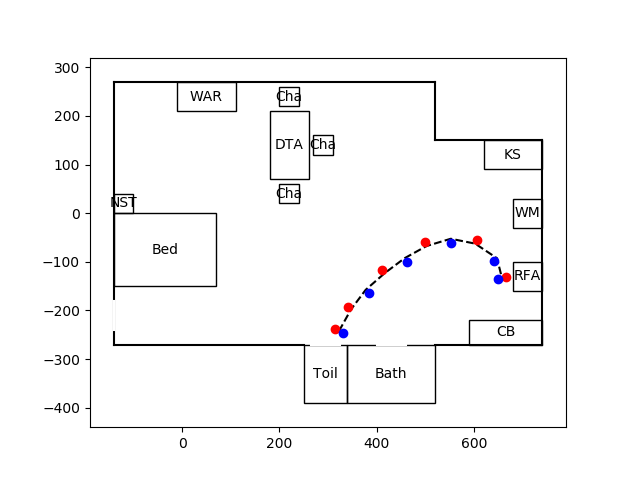 300
200
100
0
−100
−200
−300
−400
0
200
400
600
WAR
Cha
DTA
Cha
Cha
KS
NST
WM
Bed
RFA
CB
Toil
Bath